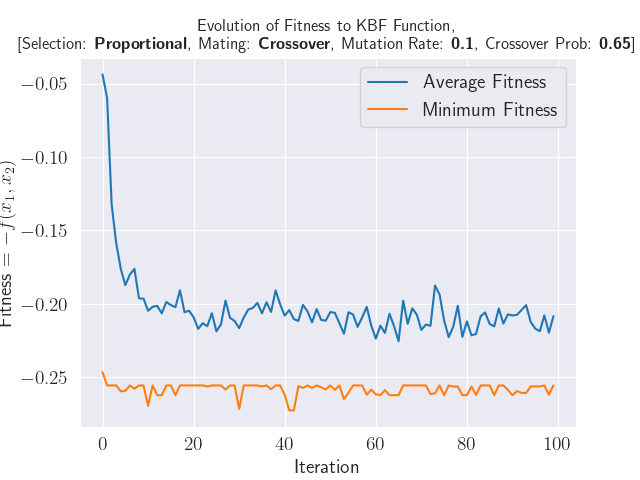 Evolution of Fitness to KBF Function,
[Selection: Proportional, Mating: Crossover, Mutation Rate: 0.1, Crossover Prob: 0.65]
Average Fitness
Minimum Fitness
−0.05
−0.10
−0.15
−0.20
−0.25
Fitness = −f(x₁, x₂)
0 20 40 60 80 100
Iteration